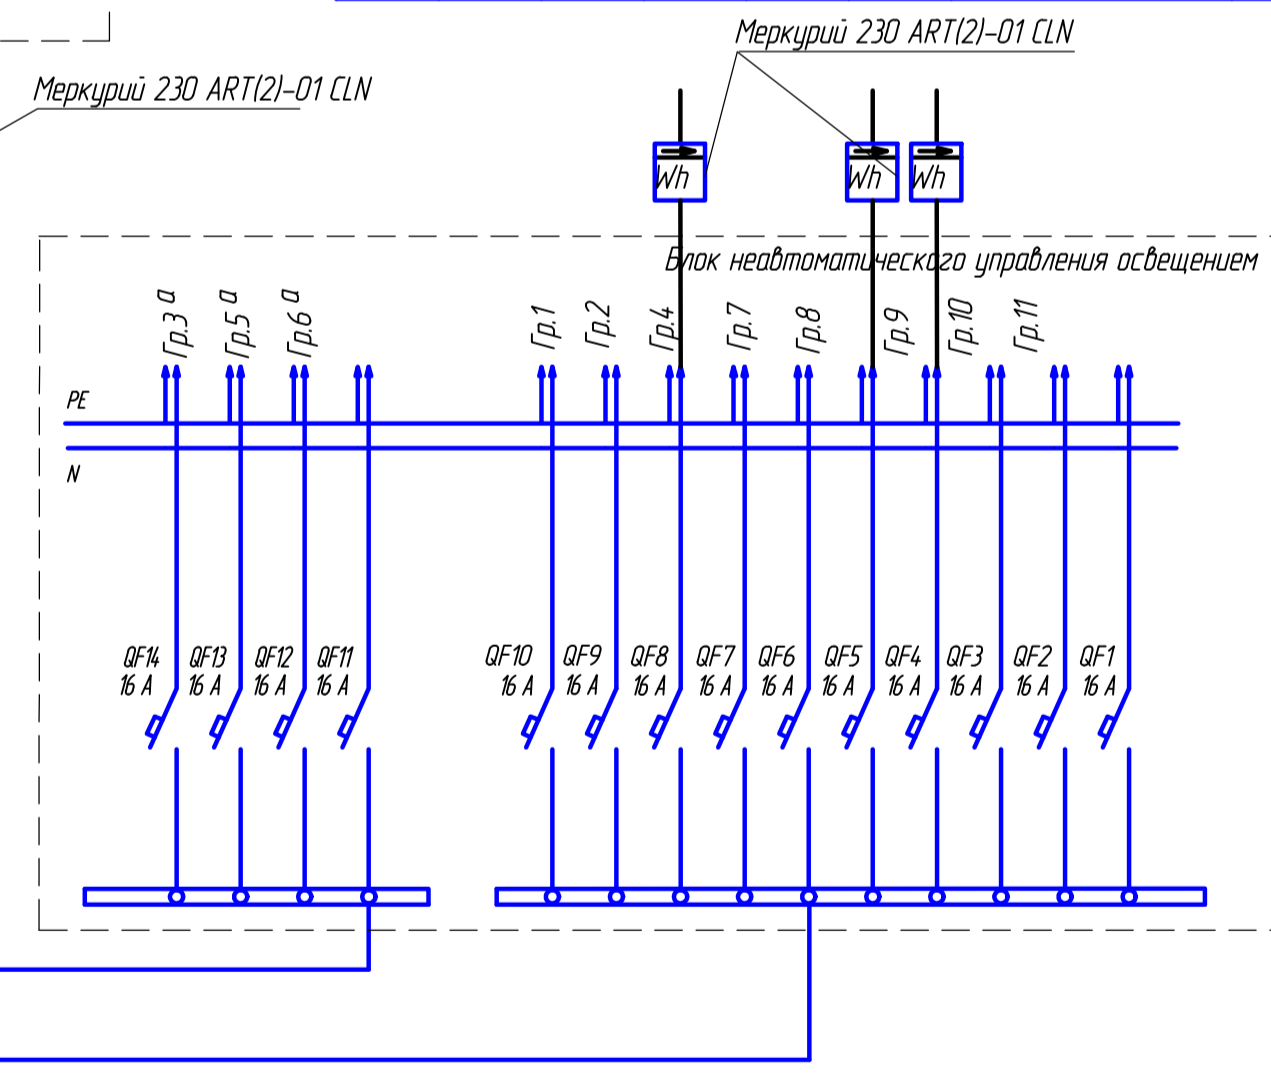 Меркурий 230 ART(2)-01 CLN
Меркурий 230 ART(2)-01 CLN
Wh Wh Wh
Блок неавтоматического управления освещением
Гр.3 а Гр.5 а Гр.6 а Гр.1 Гр.2 Гр.4 Гр.7 Гр.8 Гр.9 Гр.10 Гр.11
PE
N
QF14 QF13 QF12 QF11 QF10 QF9 QF8 QF7 QF6 QF5 QF4 QF3 QF2 QF1
16 А 16 А 16 А 16 А 16 А 16 А 16 А 16 А 16 А 16 А 16 А 16 А 16 А 16 А